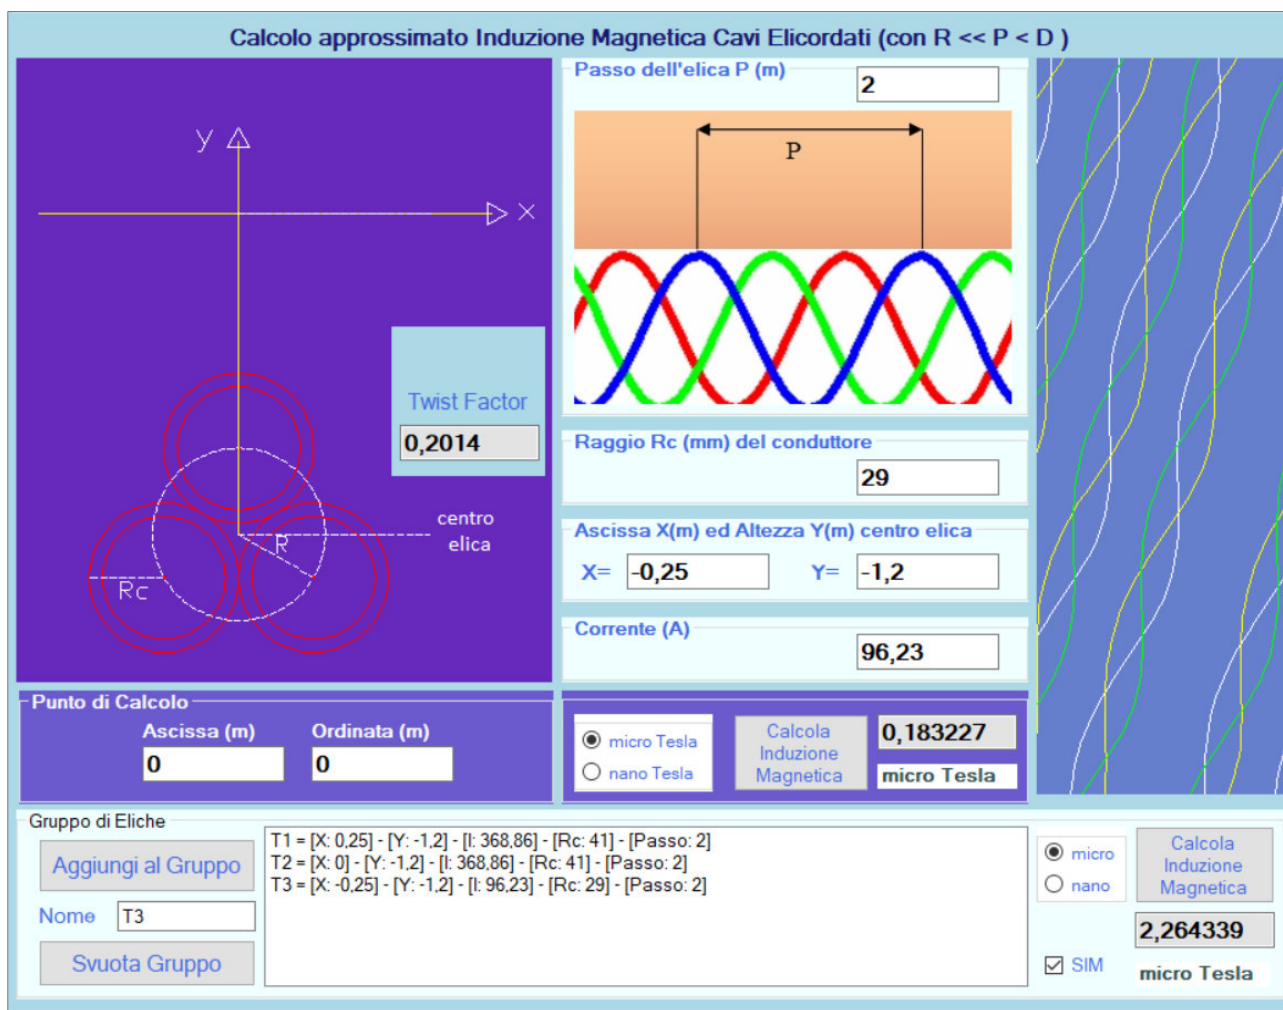 Calcolo approssimato Induzione Magnetica Cavi Elicordati (con R << P < D )
y
x
Twist Factor
0,2014
centro
elica
R
Rc
Passo dell'elica P (m)
2
P
Raggio Rc (mm) del conduttore
29
Ascissa X(m) ed Altezza Y(m) centro elica
X= -0,25 Y= -1,2
Corrente (A)
96,23
Punto di Calcolo
Ascissa (m) Ordinata (m)
0 0
micro Tesla
nano Tesla
Calcola
Induzione
Magnetica
0,183227
micro Tesla
Gruppo di Eliche
Aggiungi al Gruppo
Nome T3
Svuota Gruppo
T1 = [X: 0,25] - [Y: -1,2] - [I: 368,86] - [Rc: 41] - [Passo: 2]
T2 = [X: 0] - [Y: -1,2] - [I: 368,86] - [Rc: 41] - [Passo: 2]
T3 = [X: -0,25] - [Y: -1,2] - [I: 96,23] - [Rc: 29] - [Passo: 2]
micro
nano
Calcola
Induzione
Magnetica
2,264339
SIM
micro Tesla